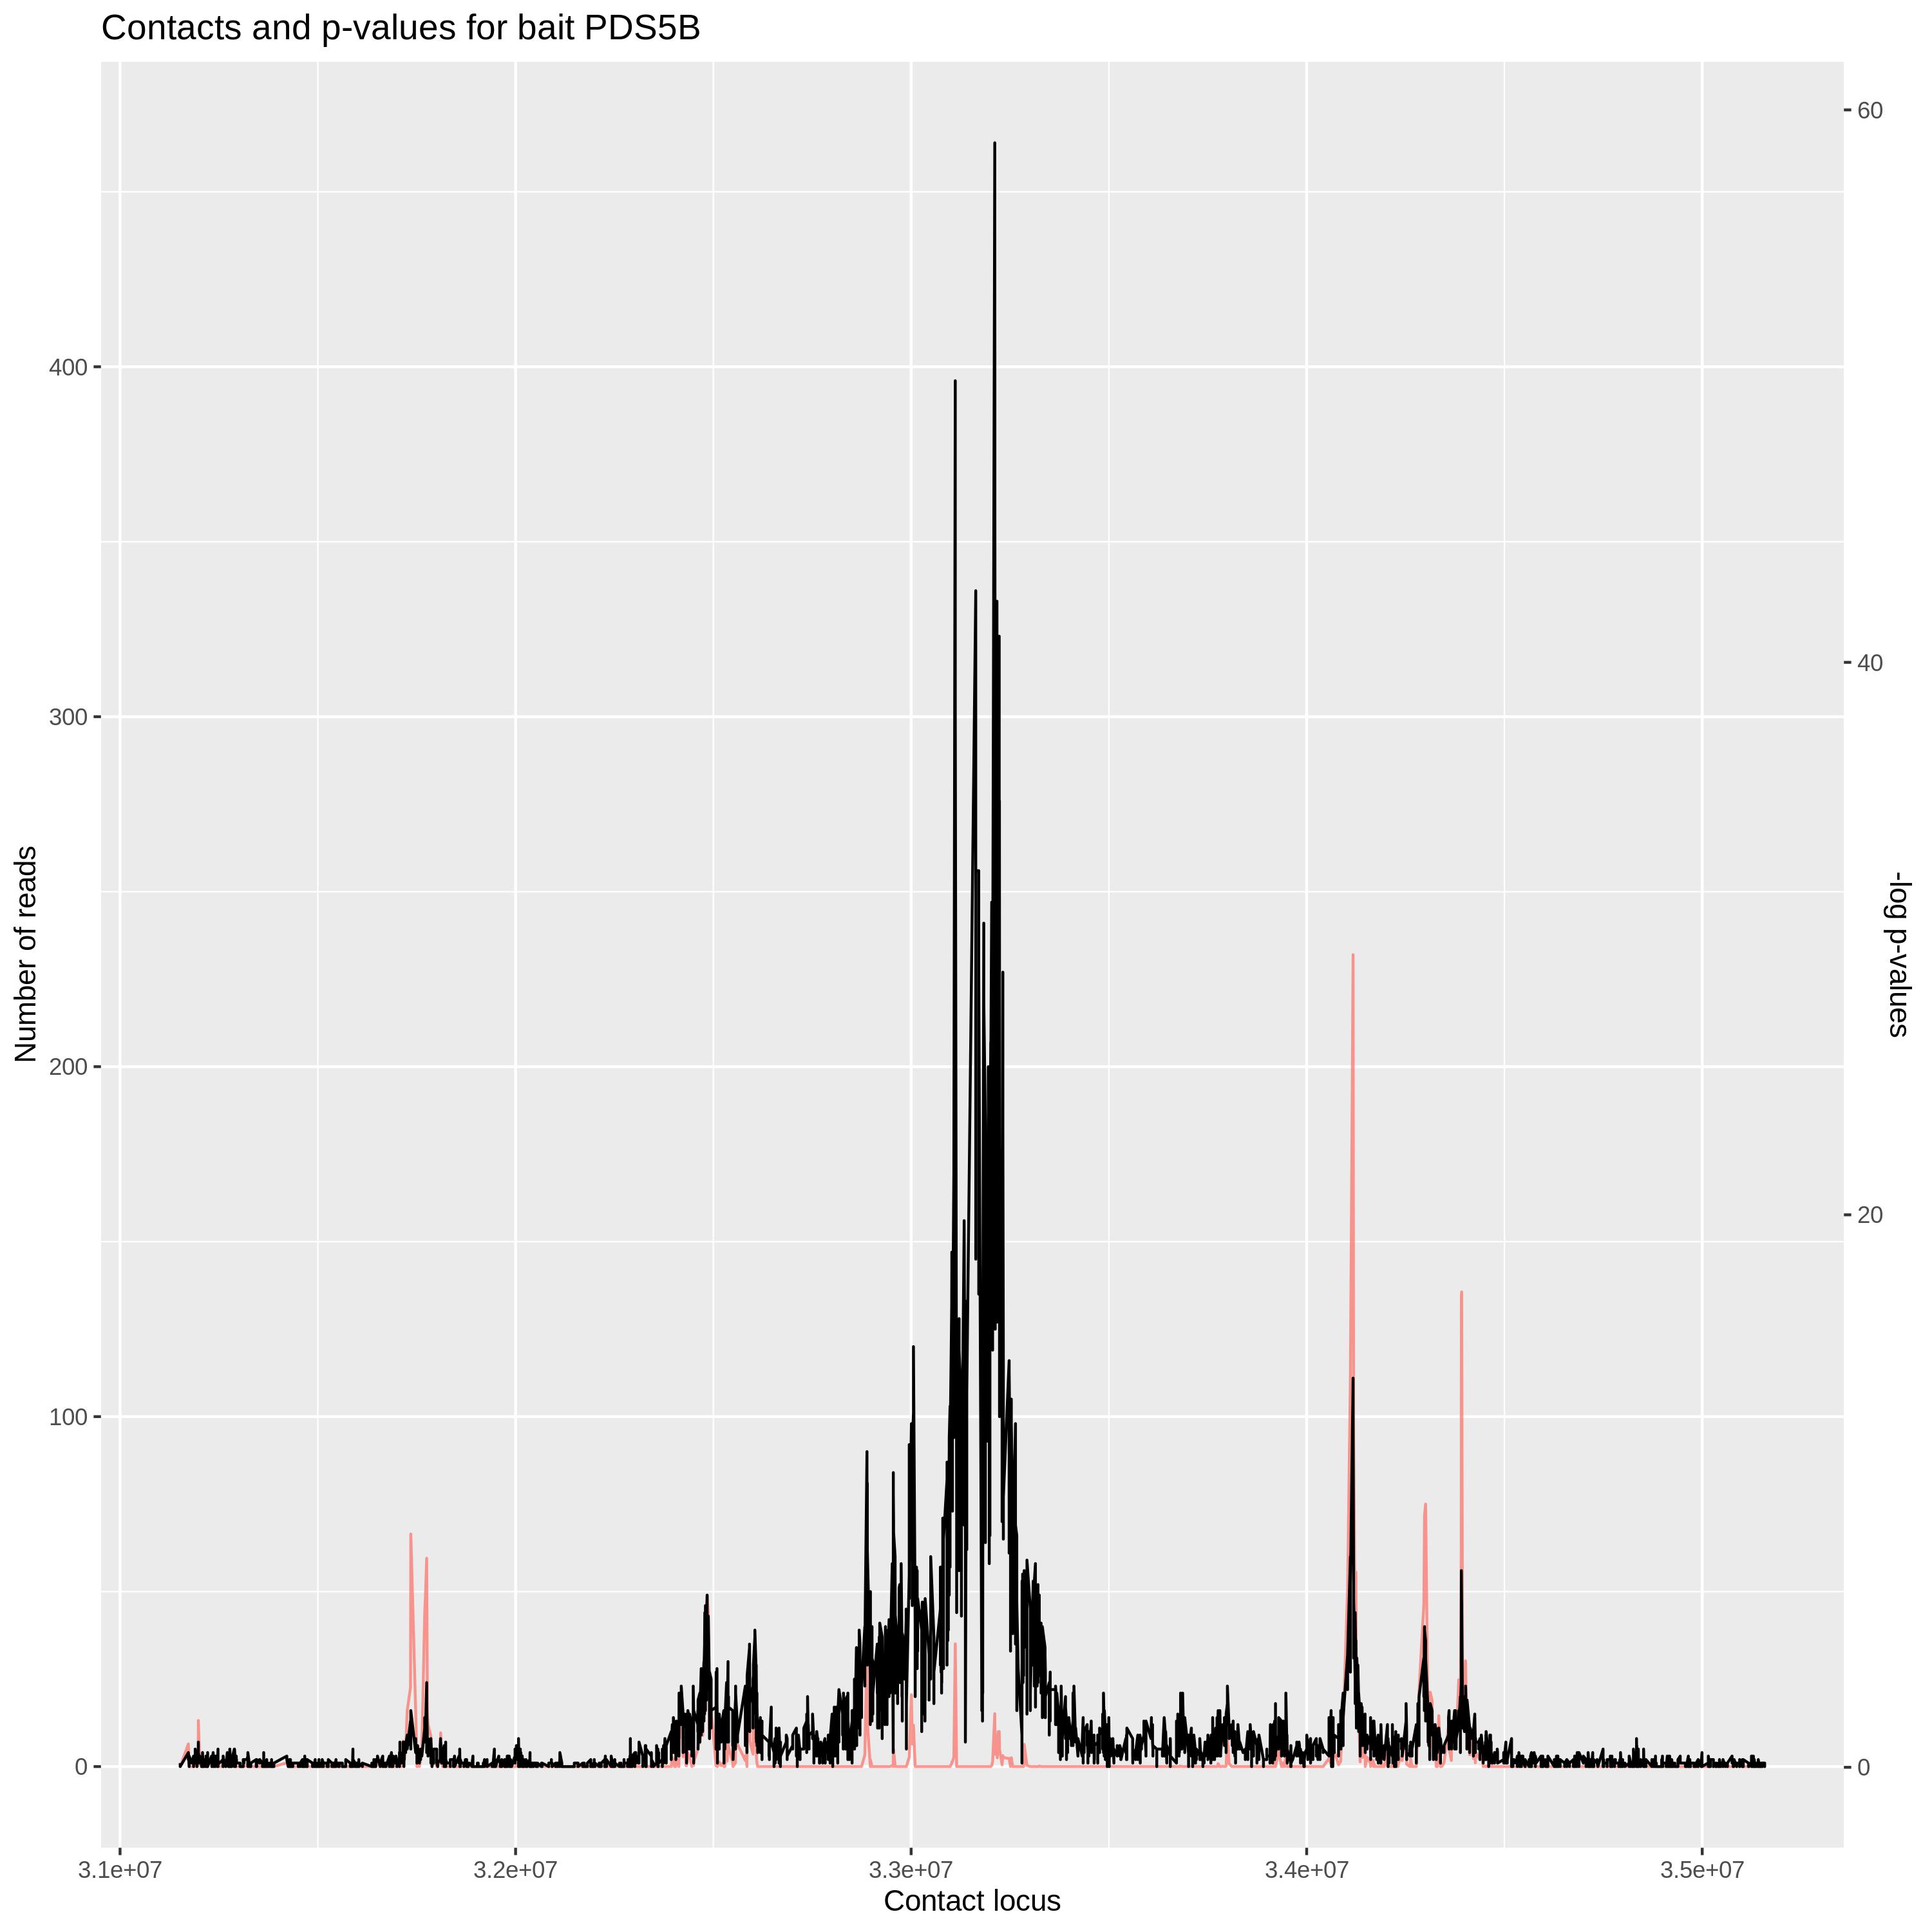 Contacts and p-values for bait PDS5B
60
400
40
300
Number of reads
-log p-values
200
20
100
0
0
3.1e+07
3.2e+07
3.3e+07
3.4e+07
3.5e+07
Contact locus